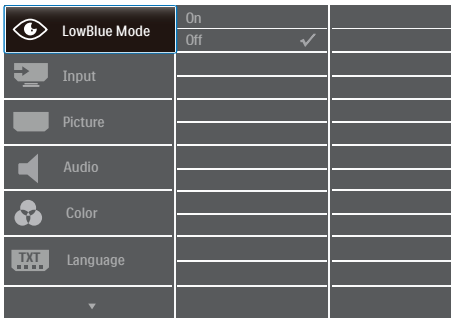 LowBlue Mode
On
Off
Input
Picture
Audio
Color
TXT
Language